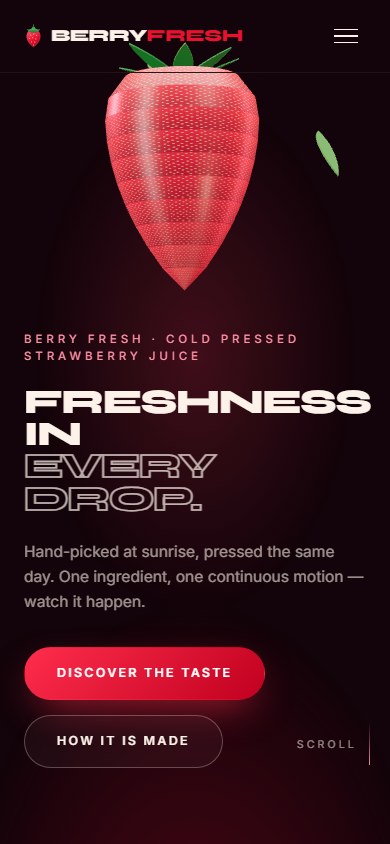 BERRYFRESH
BERRY FRESH · COLD PRESSED
STRAWBERRY JUICE
FRESHNESS
IN
EVERY
DROP.
Hand-picked at sunrise, pressed the same
day. One ingredient, one continuous motion —
watch it happen.
DISCOVER THE TASTE
HOW IT IS MADE
SCROLL